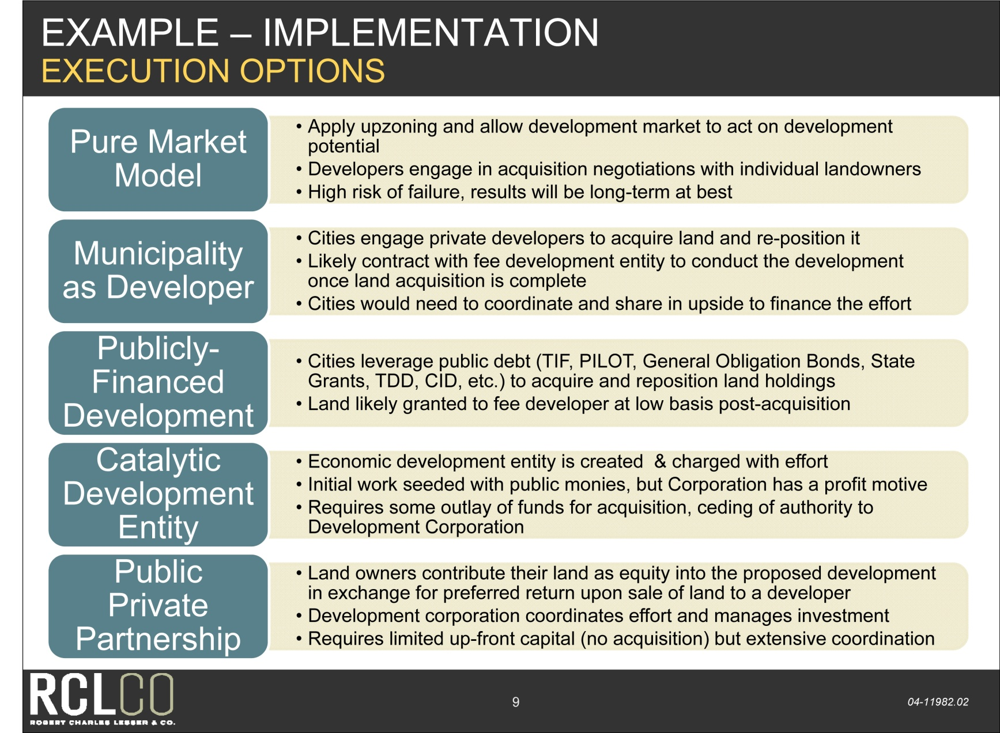 EXAMPLE – IMPLEMENTATION
EXECUTION OPTIONS
Pure Market
Model
• Apply upzoning and allow development market to act on development
potential
• Developers engage in acquisition negotiations with individual landowners
• High risk of failure, results will be long-term at best
Municipality
as Developer
• Cities engage private developers to acquire land and re-position it
• Likely contract with fee development entity to conduct the development
once land acquisition is complete
• Cities would need to coordinate and share in upside to finance the effort
Publicly-
Financed
Development
• Cities leverage public debt (TIF, PILOT, General Obligation Bonds, State
Grants, TDD, CID, etc.) to acquire and reposition land holdings
• Land likely granted to fee developer at low basis post-acquisition
Catalytic
Development
Entity
• Economic development entity is created  & charged with effort
• Initial work seeded with public monies, but Corporation has a profit motive
• Requires some outlay of funds for acquisition, ceding of authority to
Development Corporation
Public
Private
Partnership
• Land owners contribute their land as equity into the proposed development
in exchange for preferred return upon sale of land to a developer
• Development corporation coordinates effort and manages investment
• Requires limited up-front capital (no acquisition) but extensive coordination
RCLCO
ROBERT CHARLES LESSER & CO.
9
04-11982.02